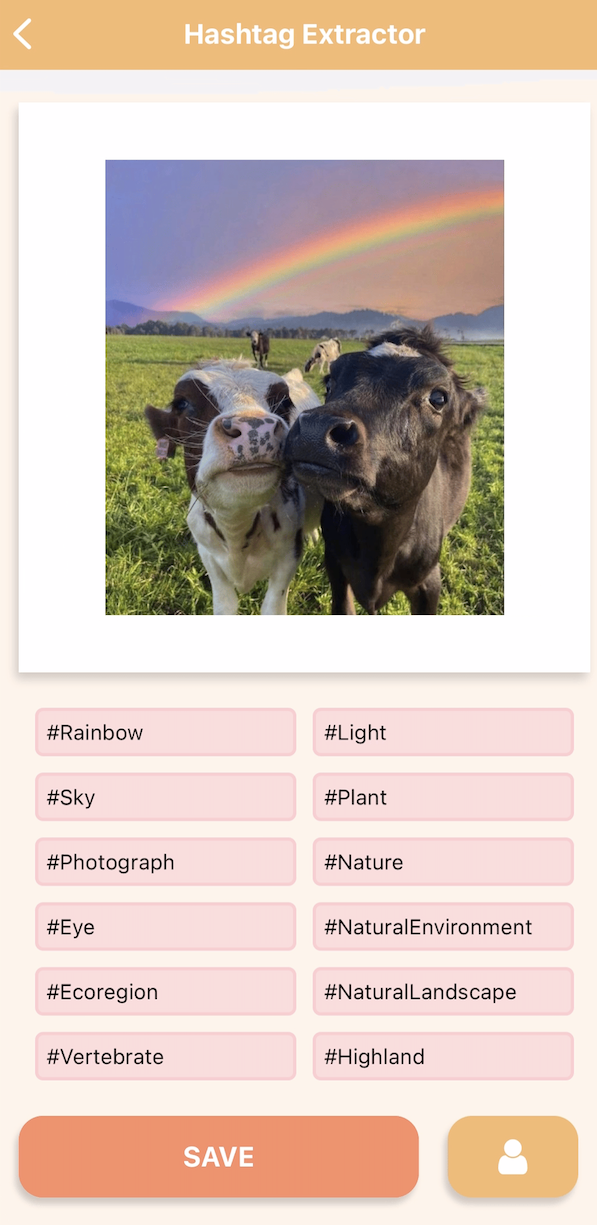 Hashtag Extractor
#Rainbow
#Light
#Sky
#Plant
#Photograph
#Nature
#Eye
#NaturalEnvironment
#Ecoregion
#NaturalLandscape
#Vertebrate
#Highland
SAVE